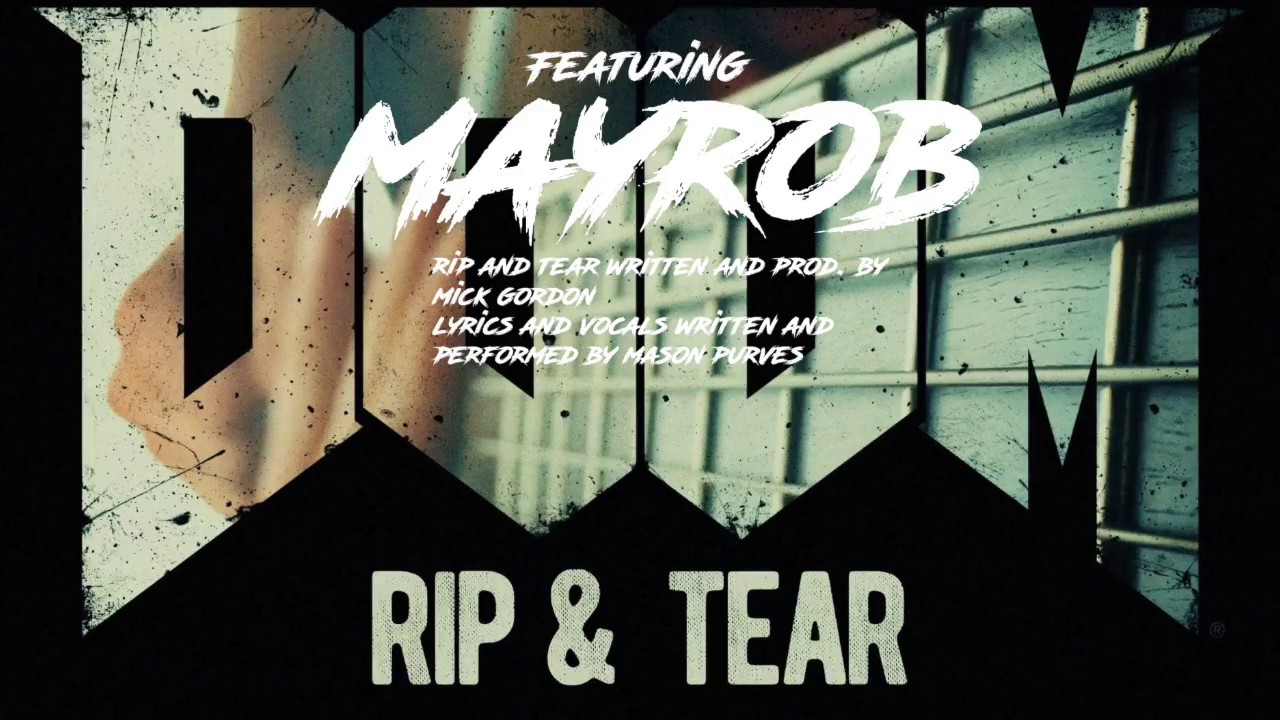 FEATURING
MAYROB
RIP AND TEAR WRITTEN AND PROD. BY
MICK GORDON
LYRICS AND VOCALS WRITTEN AND
PERFORMED BY MASON PURVES
DOOM
®
RIP & TEAR